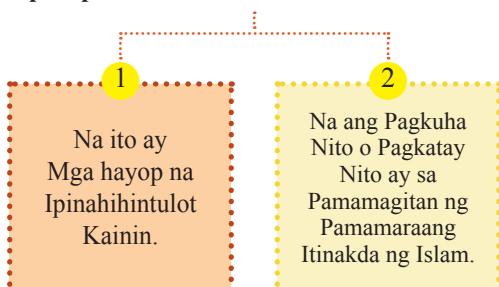 1
Na ito ay
Mga hayop na
Ipinahihintulot
Kainin.
2
Na ang Pagkuha
Nito o Pagkatay
Nito ay sa
Pamamagitan ng
Pamamaraang
Itinakda ng Islam.